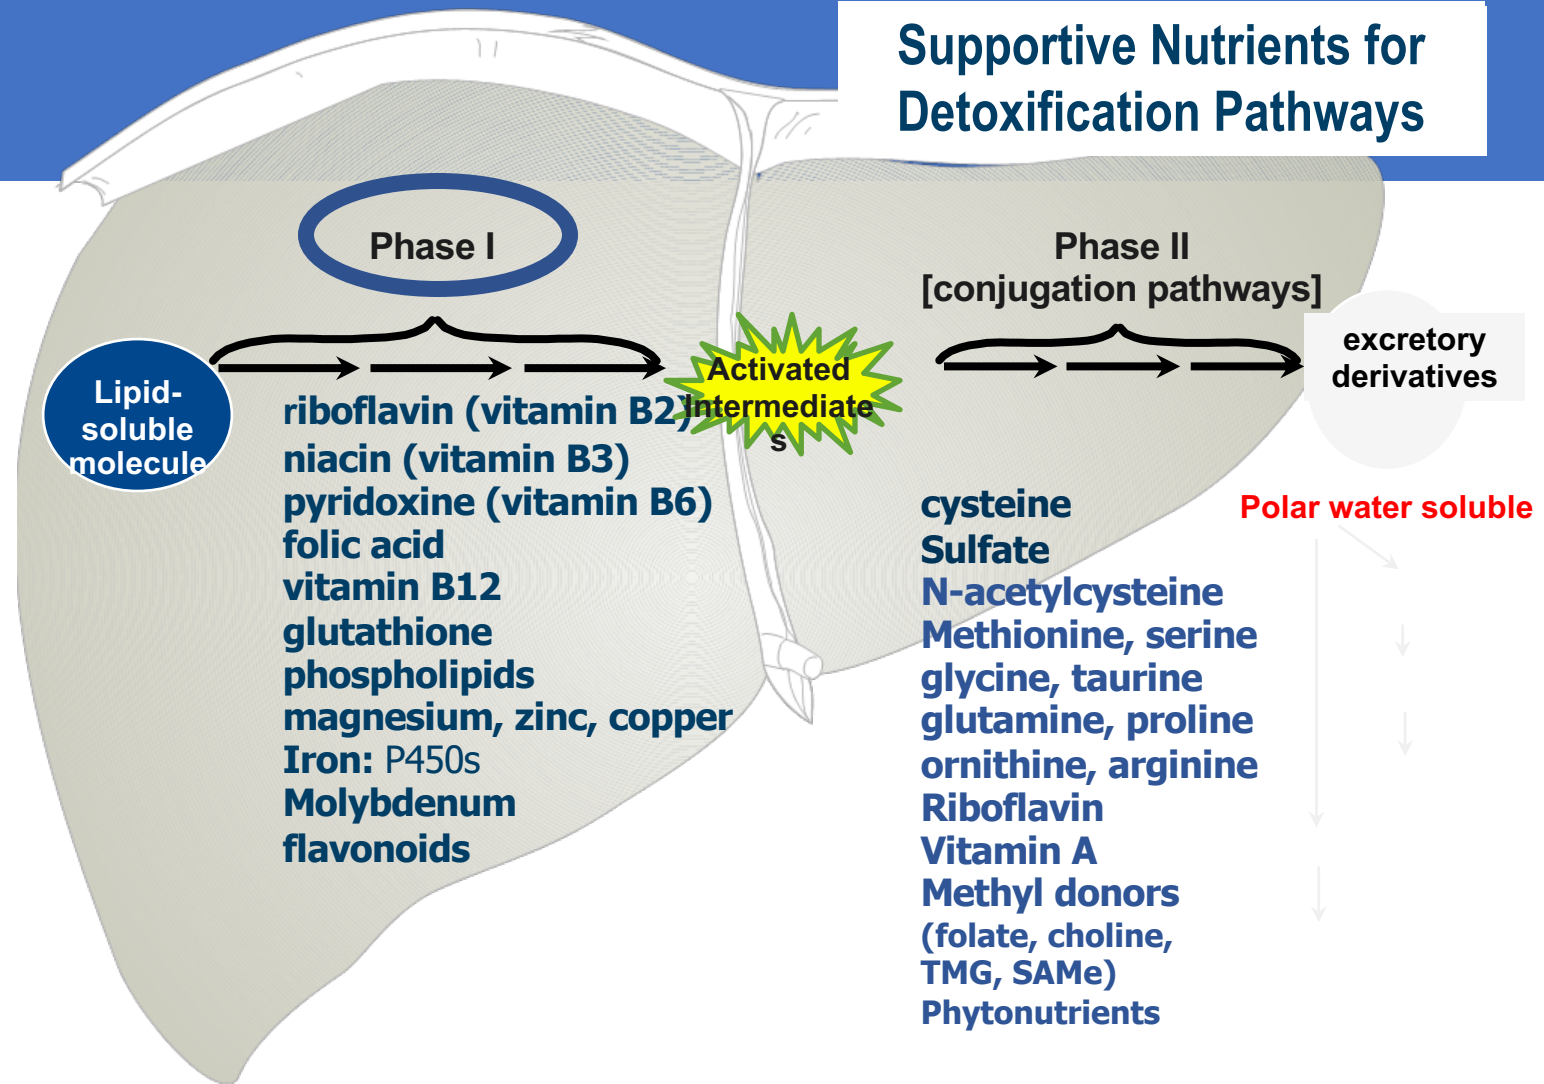 Supportive Nutrients for
Detoxification Pathways
Phase I
Phase II
[conjugation pathways]
Lipid-
soluble
molecule
Activated
Intermediate
s
excretory
derivatives
riboflavin (vitamin B2)
niacin (vitamin B3)
pyridoxine (vitamin B6)
folic acid
vitamin B12
glutathione
phospholipids
magnesium, zinc, copper
Iron: P450s
Molybdenum
flavonoids
cysteine
Sulfate
N-acetylcysteine
Methionine, serine
glycine, taurine
glutamine, proline
ornithine, arginine
Riboflavin
Vitamin A
Methyl donors
(folate, choline,
TMG, SAMe)
Phytonutrients
Polar water soluble